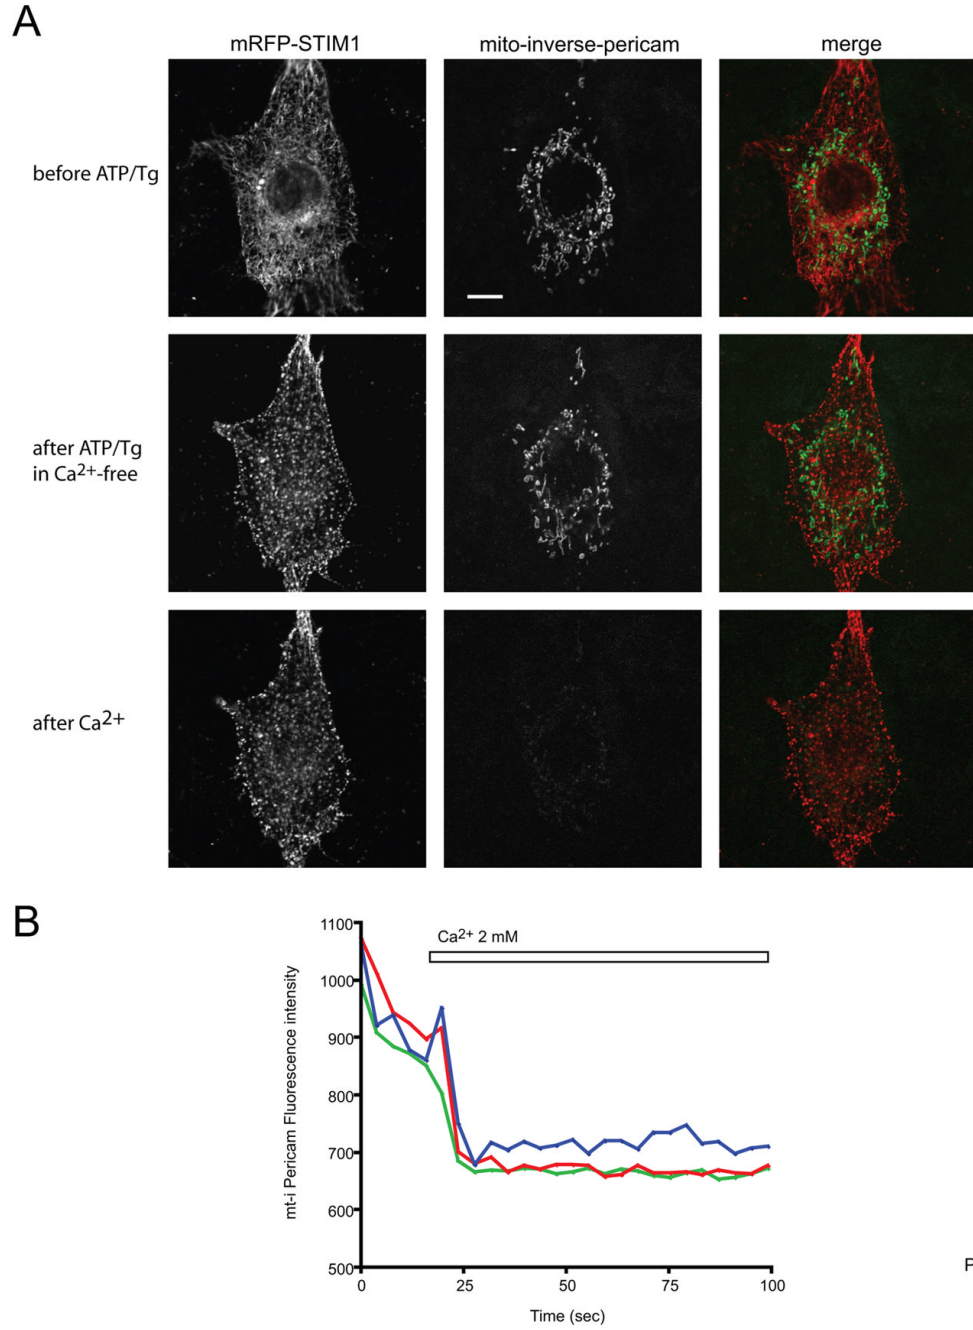 A
mRFP-STIM1 mito-inverse-pericam merge
before ATP/Tg
after ATP/Tg
in Ca2+-free
after Ca2+
B
Ca2+ 2 mM
mt-i Pericam Fluorescence intensity
1100
1000
900
800
700
600
500
0 25 50 75 100
Time (sec)
P